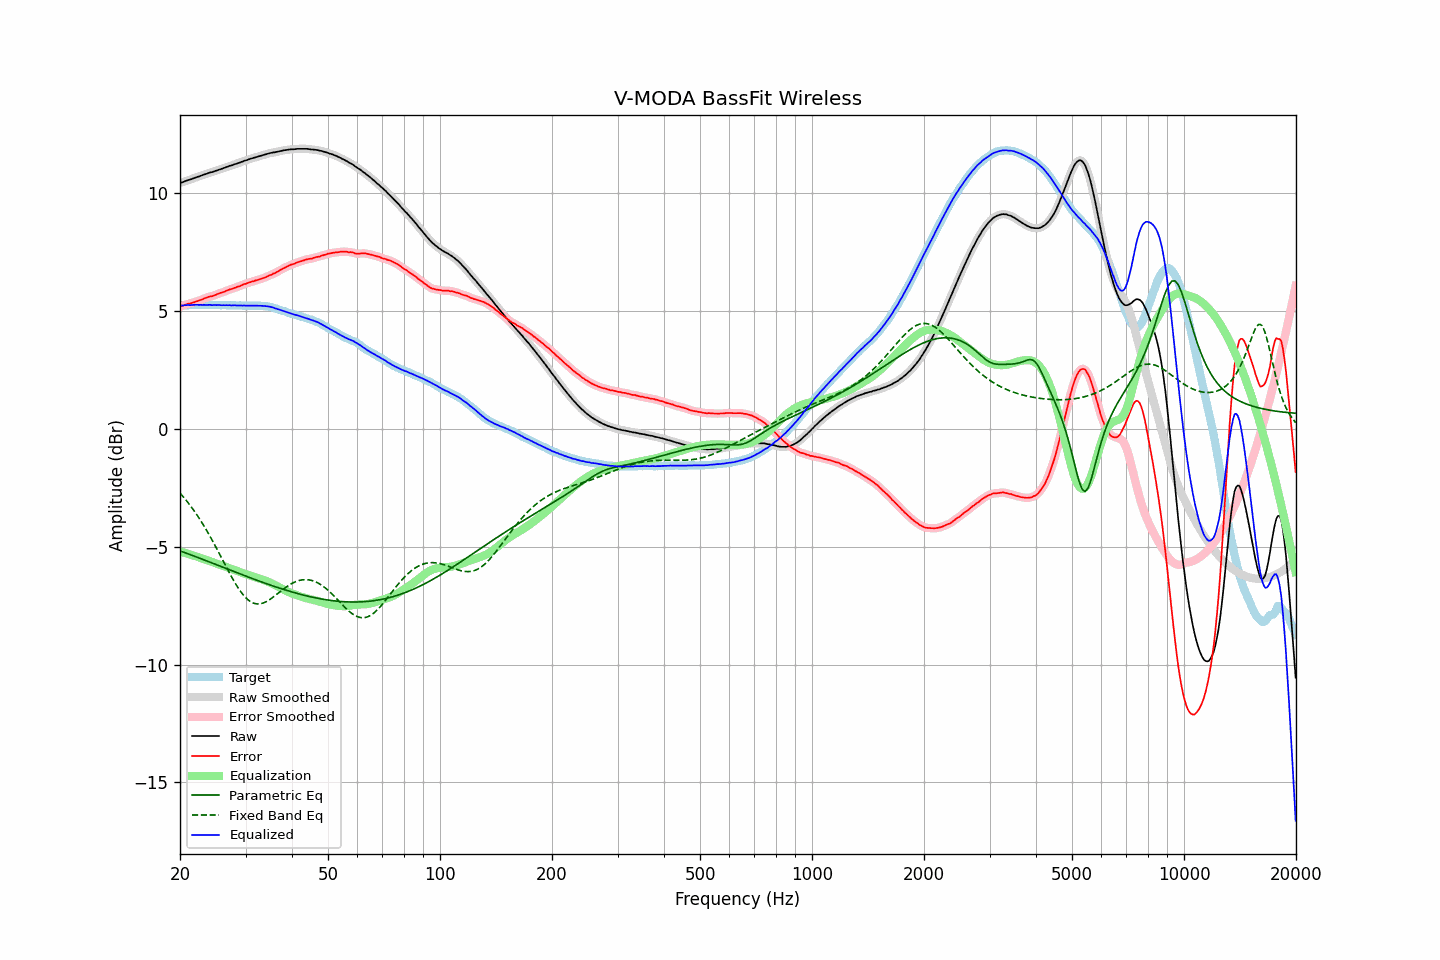 V-MODA BassFit Wireless
Amplitude (dBr)
10
5
0
−5
−10
−15
Target
Raw Smoothed
Error Smoothed
Raw
Error
Equalization
Parametric Eq
Fixed Band Eq
Equalized
20 50 100 200 500 1000 2000 5000 10000 20000
Frequency (Hz)